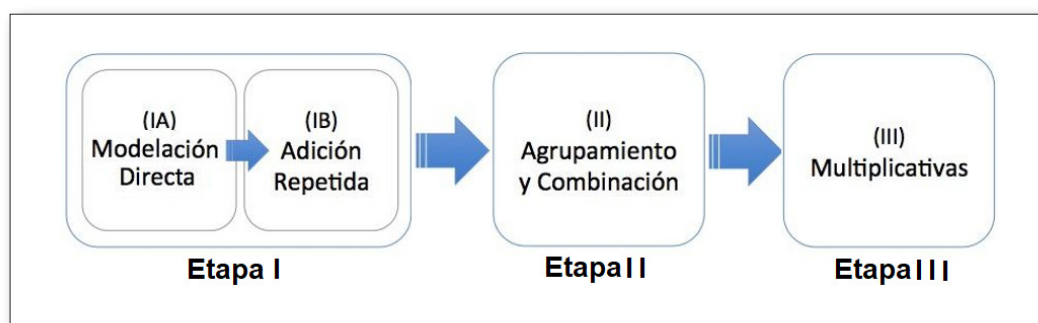 (IA)
Modelación
Directa
(IB)
Adición
Repetida
(II)
Agrupamiento
y Combinación
(III)
Multiplicativas
Etapa I
Etapa II
Etapa III